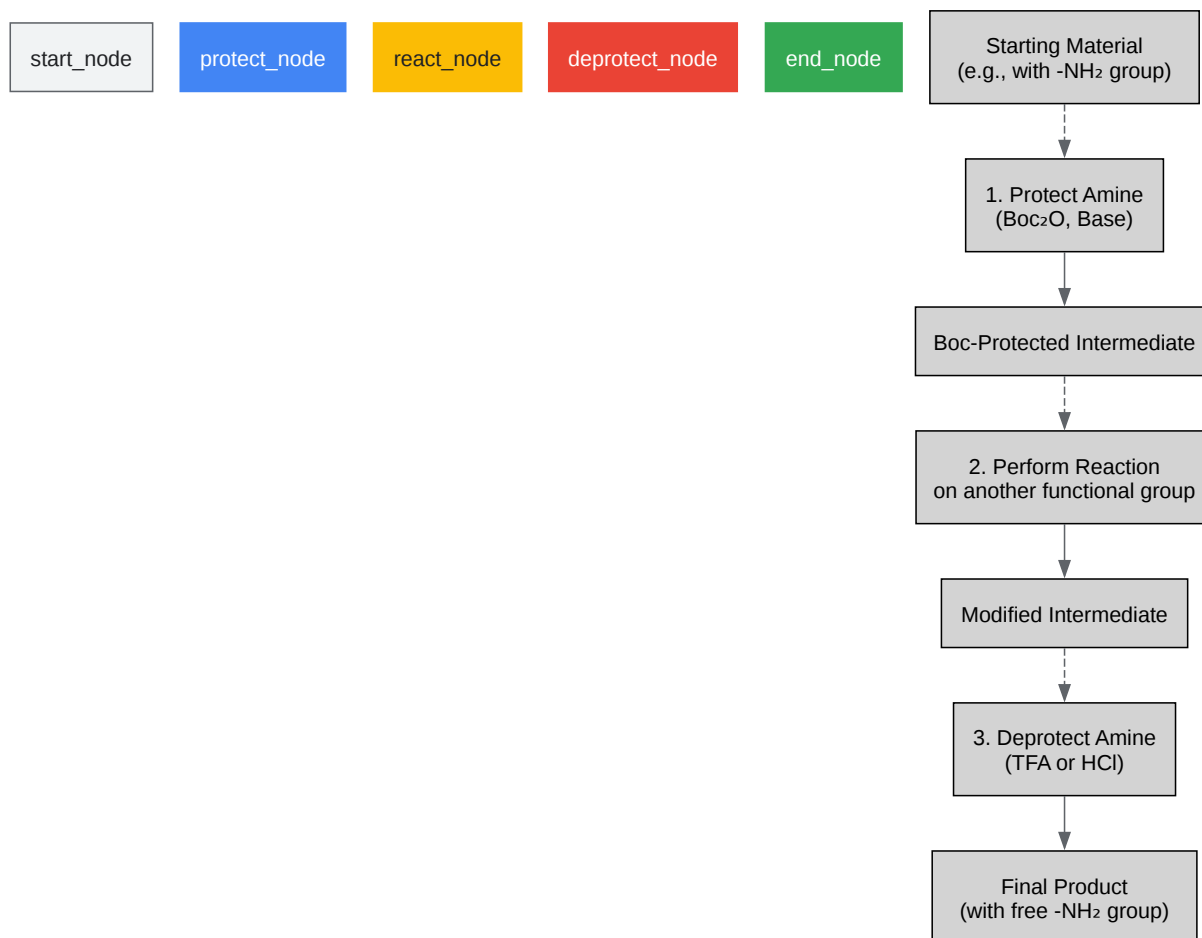 start_node
protect_node
react_node
deprotect_node
end_node
Starting Material
(e.g., with -NH₂ group)
1. Protect Amine
(Boc₂O, Base)
Boc-Protected Intermediate
2. Perform Reaction
on another functional group
Modified Intermediate
3. Deprotect Amine
(TFA or HCl)
Final Product
(with free -NH₂ group)